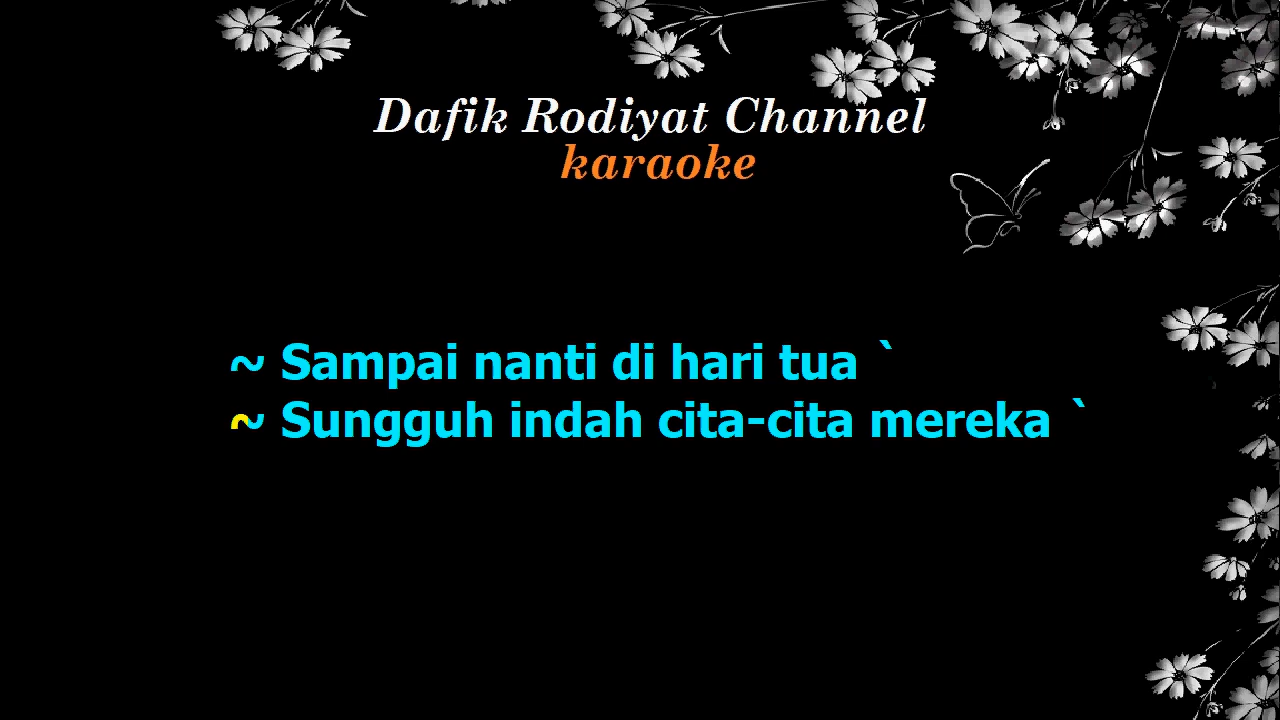 Dafik Rodiyat Channel
karaoke
~ Sampai nanti di hari tua `
~ Sungguh indah cita-cita mereka `